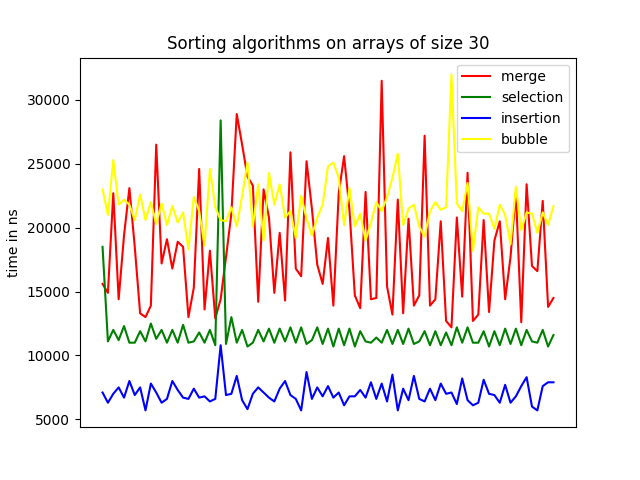 Sorting algorithms on arrays of size 30
merge
selection
insertion
bubble
time in ns
30000
25000
20000
15000
10000
5000